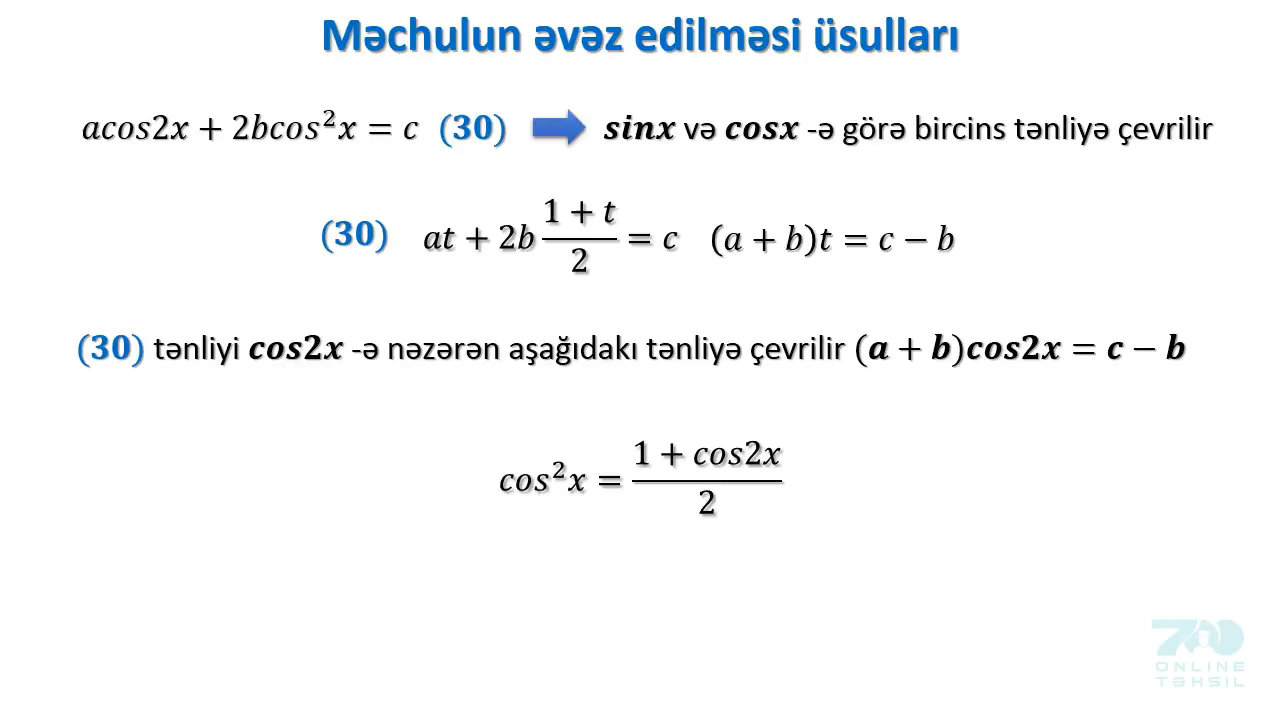 Məchulun əvəz edilməsi üsulları
acos2x + 2bcos²x = c (30) sinx və cosx -ə görə bircins tənliyə çevrilir
(30) at + 2b (1 + t)/2 = c (a + b)t = c − b
(30) tənliyi cos2x -ə nəzərən aşağıdakı tənliyə çevrilir (a + b)cos2x = c − b
cos²x = (1 + cos2x)/2
700
ONLINE
TƏHSİL